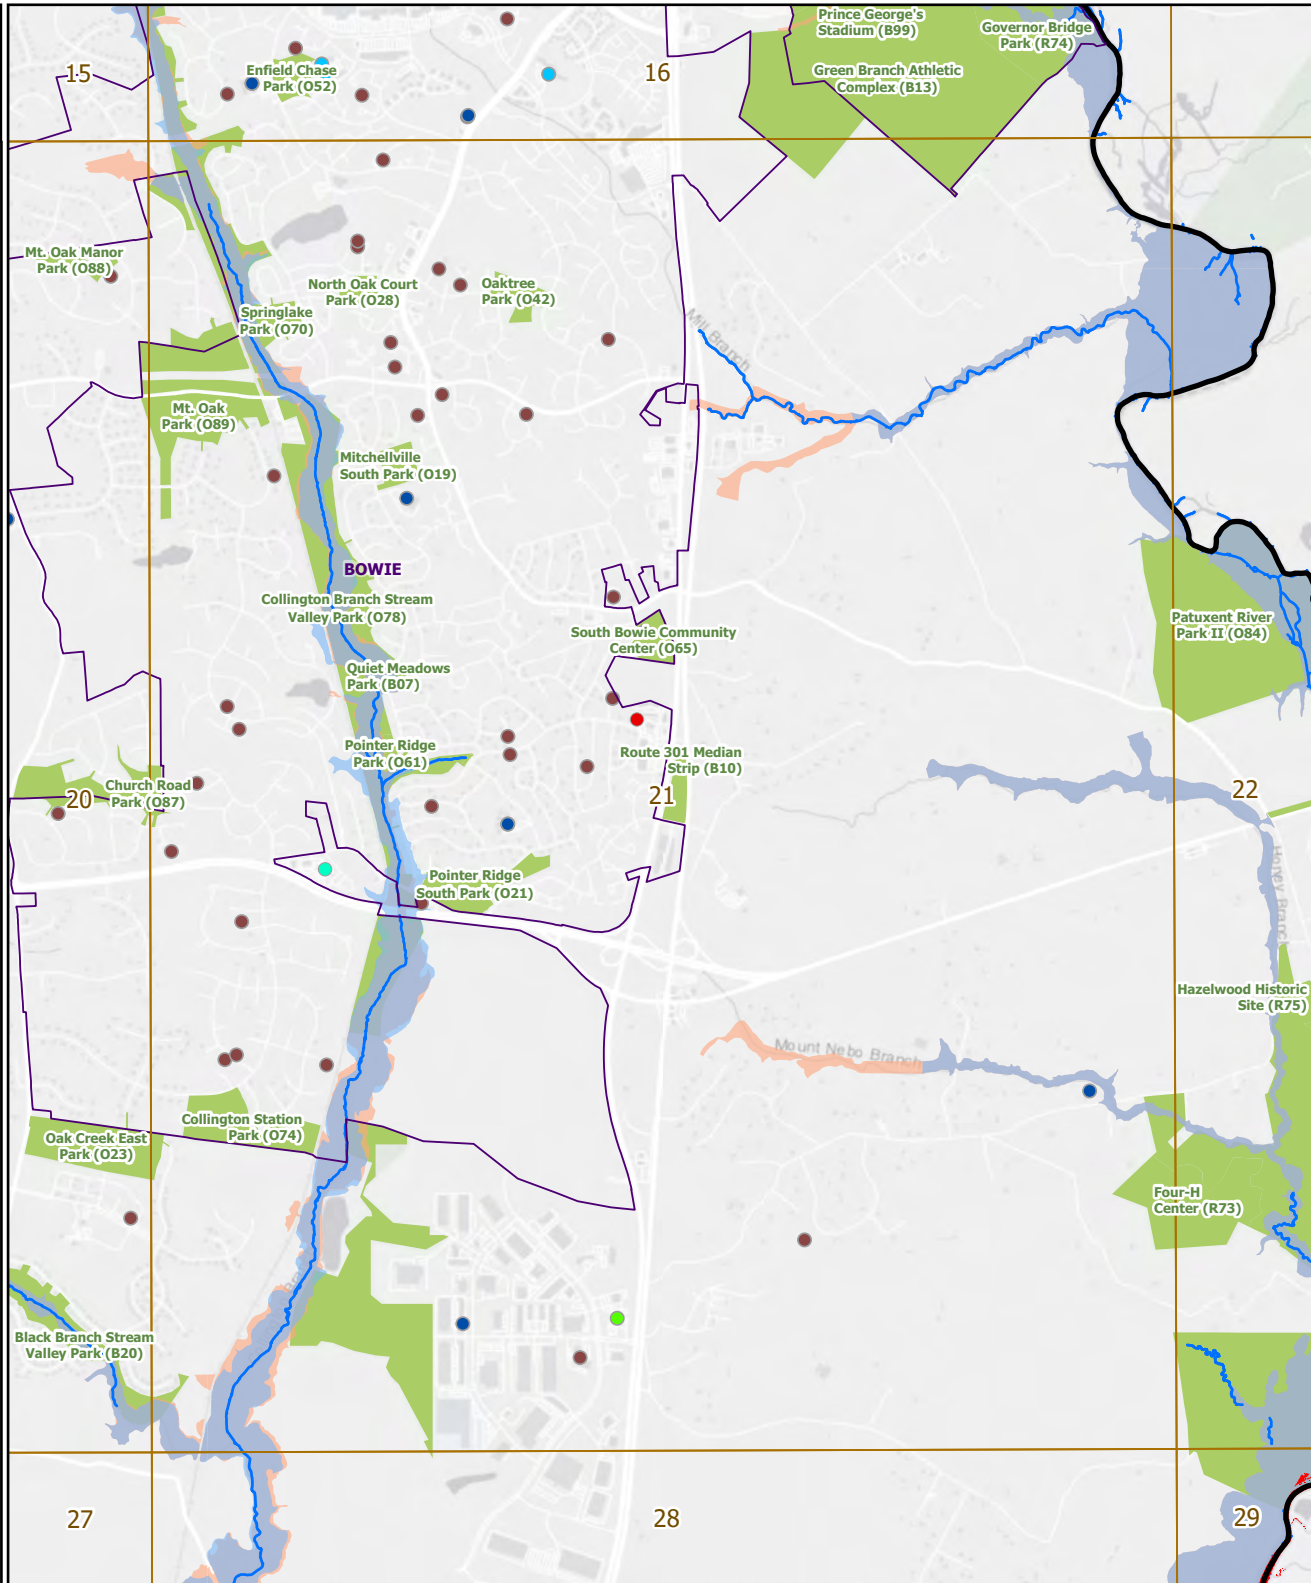 Prince George's
Stadium (B99)
Governor Bridge
Park (R74)
15
Enfield Chase
Park (O52)
16
Green Branch Athletic
Complex (B13)
Mt. Oak Manor
Park (O88)
North Oak Court
Park (O28)
Oaktree
Park (O42)
Springlake
Park (O70)
Mill Branch
Mt. Oak
Park (O89)
Mitchellville
South Park (O19)
BOWIE
Collington Branch Stream
Valley Park (O78)
South Bowie Community
Center (O65)
Patuxent River
Park II (O84)
Quiet Meadows
Park (B07)
Pointer Ridge
Park (O61)
Route 301 Median
Strip (B10)
Church Road
Park (O87)
20
21
22
Pointer Ridge
South Park (O21)
Honey Branch
Hazelwood Historic
Site (R75)
Mount Nebo Branch
Collington Station
Park (O74)
Oak Creek East
Park (O23)
Four-H
Center (R73)
Black Branch Stream
Valley Park (B20)
27
28
29